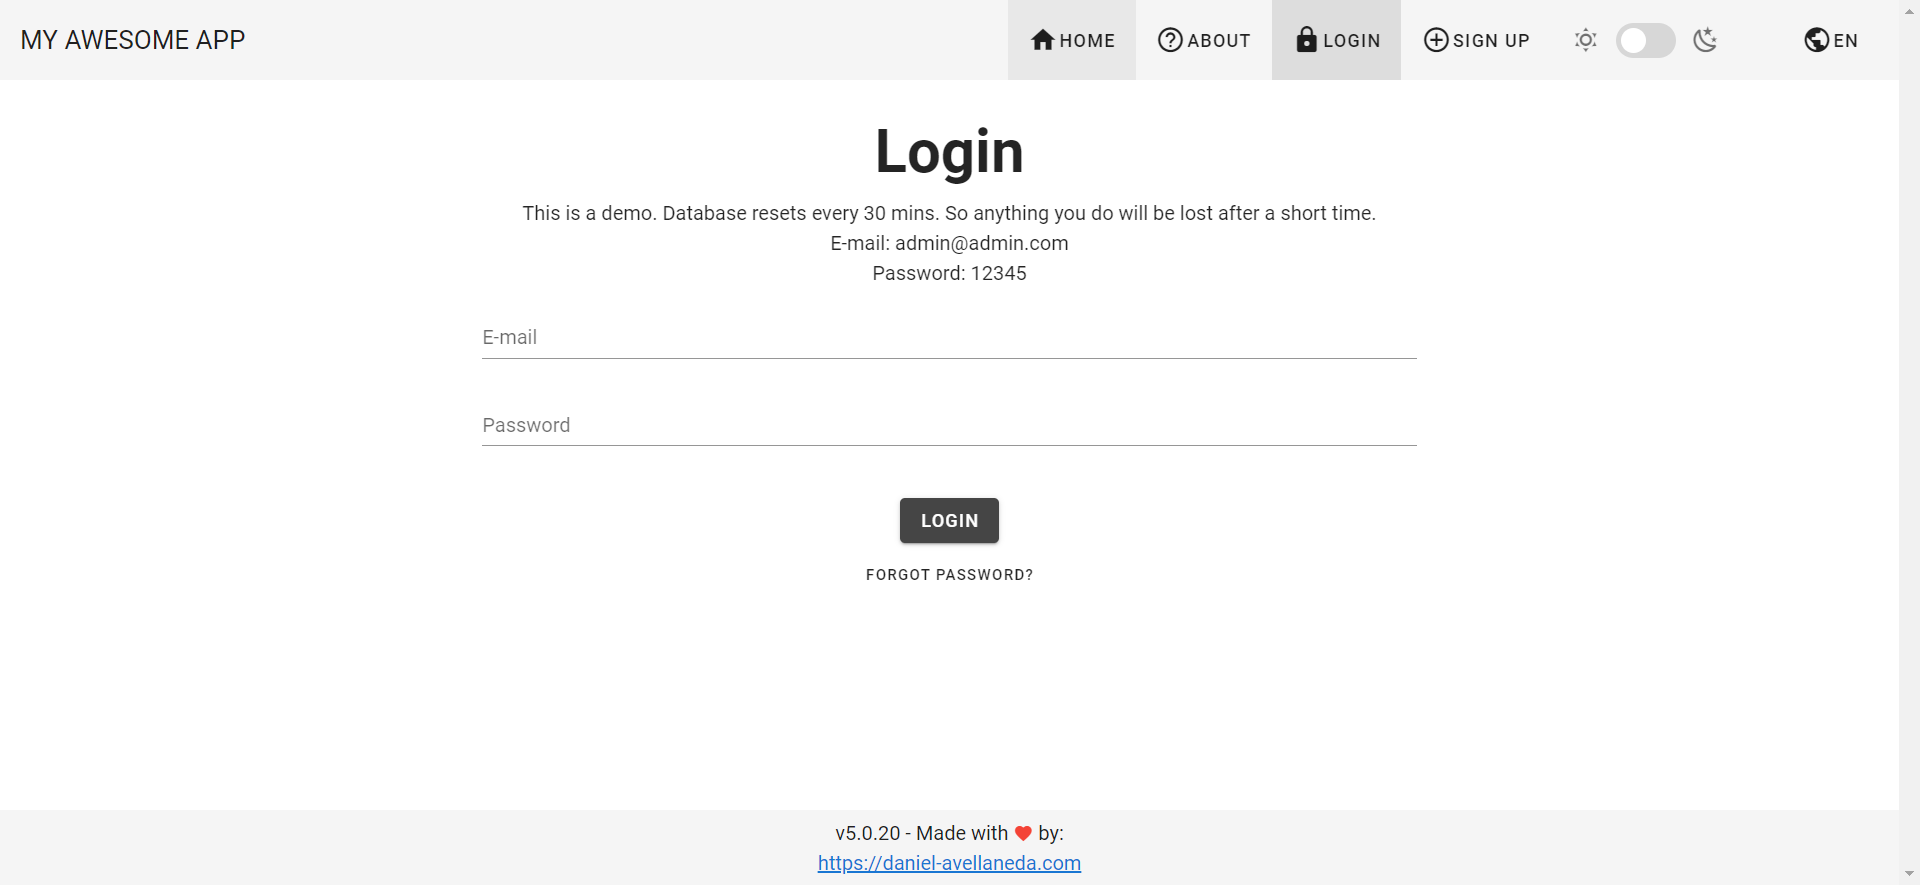 MY AWESOME APP
HOME
ABOUT
LOGIN
SIGN UP
EN
Login
This is a demo. Database resets every 30 mins. So anything you do will be lost after a short time.
E-mail: admin@admin.com
Password: 12345
E-mail
Password
LOGIN
FORGOT PASSWORD?
v5.0.20 - Made with ❤ by:
https://daniel-avellaneda.com